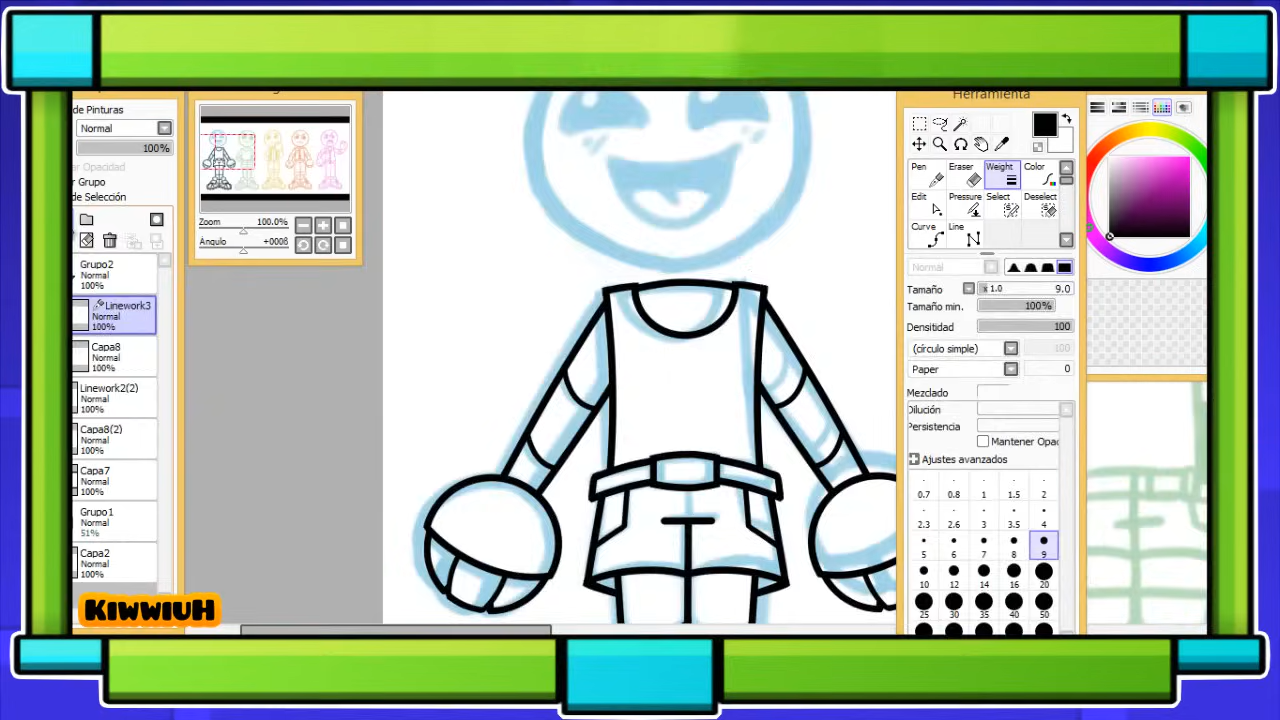 de Pinturas
Normal
100%
ar Opacidad
ar Grupo
de Selección
Grupo2
Normal
100%
Linework3
Normal
100%
Capa8
Normal
100%
Linework2(2)
Normal
100%
Capa8(2)
Normal
100%
Capa7
Normal
100%
Grupo1
Normal
51%
Capa2
Normal
100%
KIWWIUH
Zoom 100.0%
Angulo +000ß
Herramienta
Pen Eraser Weight Color
Edit Pressure Select Deselect
Curve Line
Normal
Tamaño x 1.0 9.0
Tamaño min. 100%
Densitidad 100
(círculo simple) 100
Paper 0
Mezclado
Dilución
Persistencia
Mantener Opac
Ajustes avanzados
0.7 0.8 1 1.5 2
2.3 2.6 3 3.5 4
5 6 7 8 9
10 12 14 16 20
25 30 35 40 50